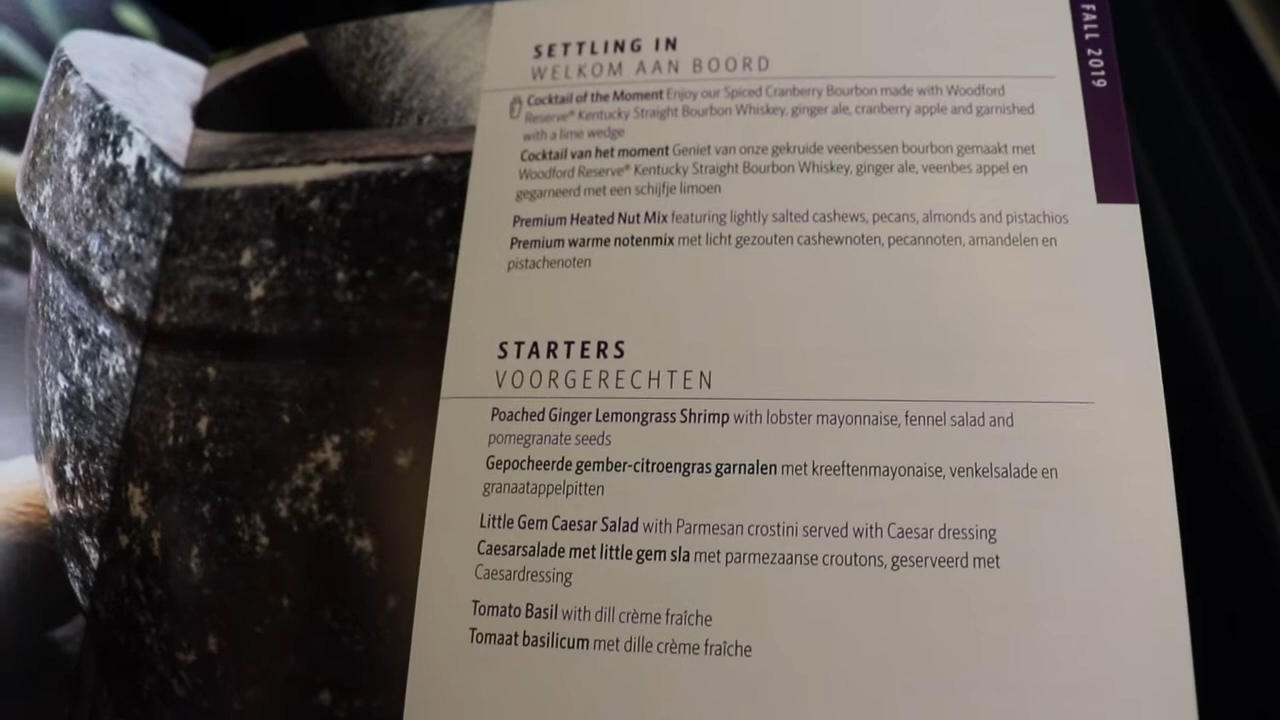 FALL 2019
SETTLING IN
WELKOM AAN BOORD
Cocktail of the Moment Enjoy our Spiced Cranberry Bourbon made with Woodford
Reserve® Kentucky Straight Bourbon Whiskey, ginger ale, cranberry apple and garnished
with a lime wedge
Cocktail van het moment Geniet van onze gekruide veenbessen bourbon gemaakt met
Woodford Reserve® Kentucky Straight Bourbon Whiskey, ginger ale, veenbes appel en
gegarneerd met een schijfje limoen
Premium Heated Nut Mix featuring lightly salted cashews, pecans, almonds and pistachios
Premium warme notenmix met licht gezouten cashewnoten, pecannoten, amandelen en
pistachenoten
STARTERS
VOORGERECHTEN
Poached Ginger Lemongrass Shrimp with lobster mayonnaise, fennel salad and
pomegranate seeds
Gepocheerde gember-citroengras garnalen met kreeftenmayonaise, venkelsalade en
granaatappelpitten
Little Gem Caesar Salad with Parmesan crostini served with Caesar dressing
Caesarsalade met little gem sla met parmezaanse croutons, geserveerd met
Caesardressing
Tomato Basil with dill crème fraîche
Tomaat basilicum met dille crème fraîche